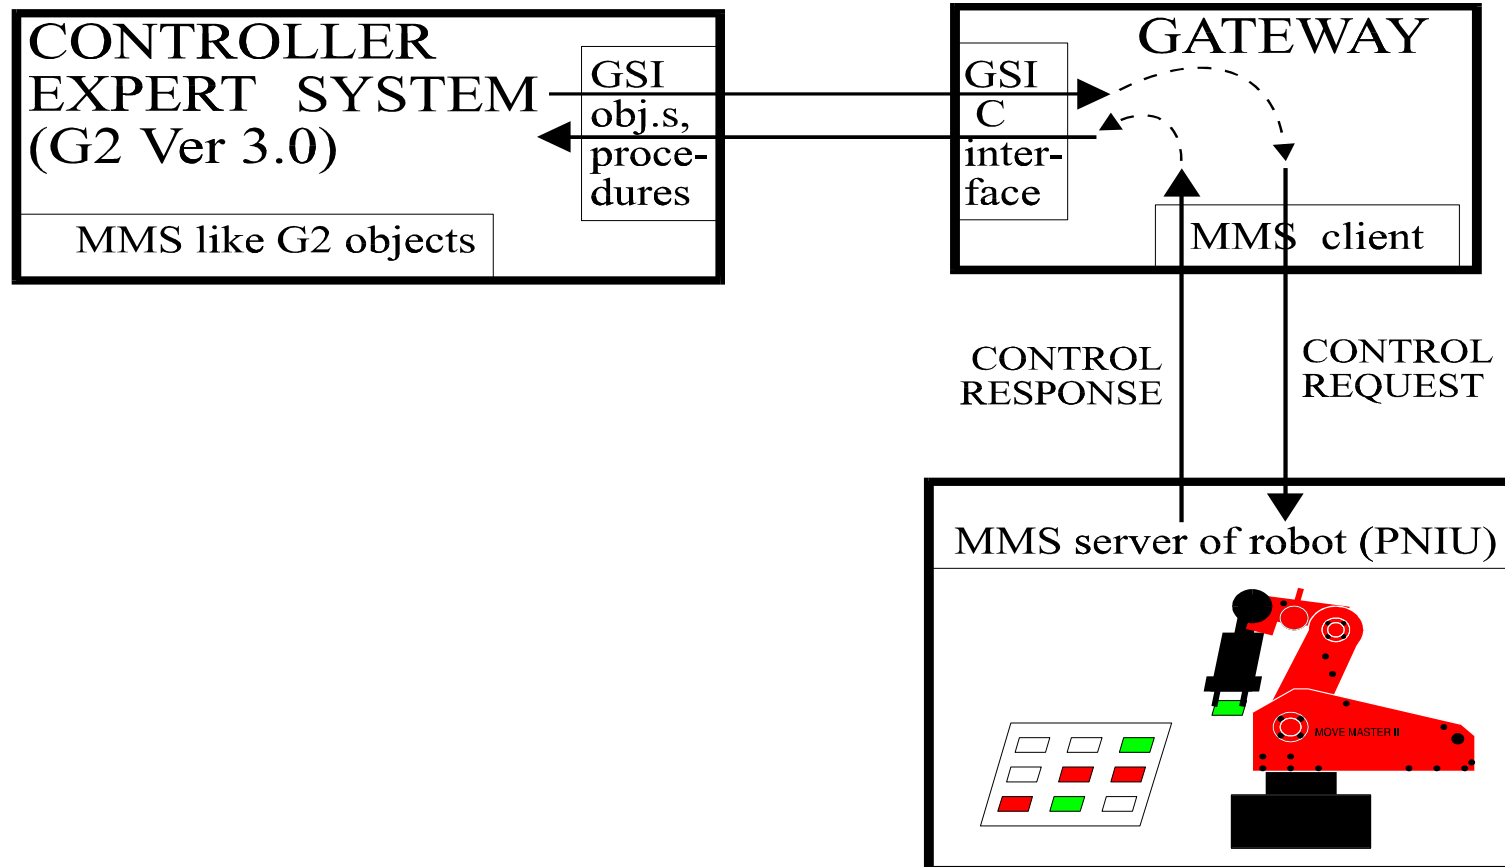 CONTROLLER
EXPERT SYSTEM
(G2 Ver 3.0)
GSI
obj.s,
proce-
dures
MMS like G2 objects
GATEWAY
GSI
C
inter-
face
MMS client
CONTROL
RESPONSE
CONTROL
REQUEST
MMS server of robot (PNIU)
MOVE MASTER II